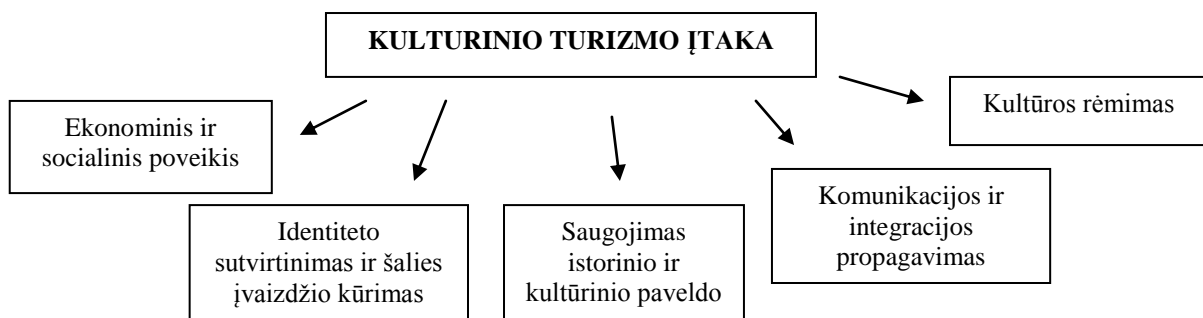 KULTURINIO TURIZMO ĮTAKA
Ekonominis ir
socialinis poveikis
Identiteto
sutvirtinimas ir šalies
įvaizdžio kūrimas
Saugojimas
istorinio ir
kultūrinio paveldo
Komunikacijos ir
integracijos
propagavimas
Kultūros rėmimas